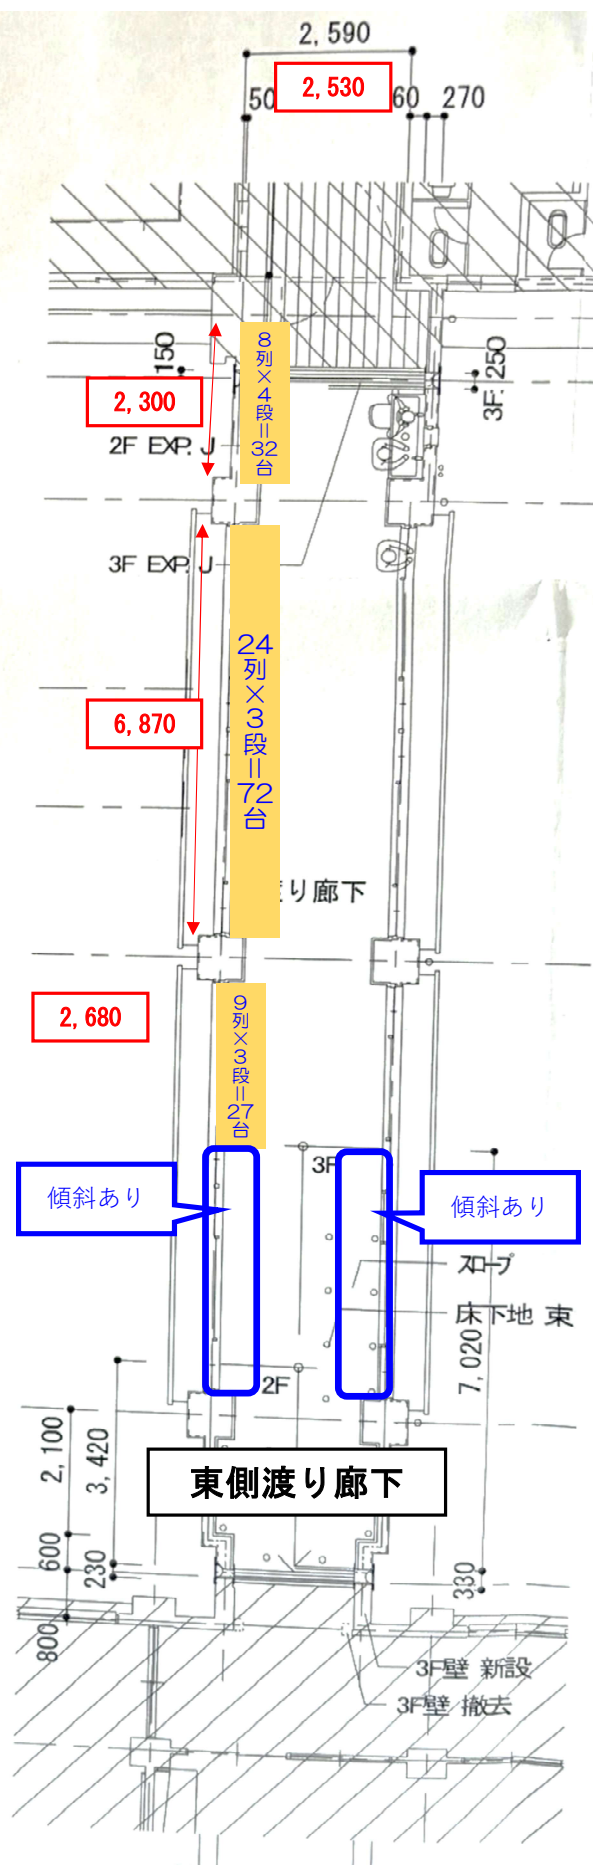 2,590
2,530
50
60
270
150
8列×4段=32台
3F. 250
2,300
2F EXP. J
3F EXP. J
24列×3段=72台
6,870
り廊下
2,680
9列×3段=27台
3F
傾斜あり
傾斜あり
スロープ
床下地 束
7,020
2F
2,100
3,420
東側渡り廊下
600
230
330
800
3F壁 新設
3F壁 撤去